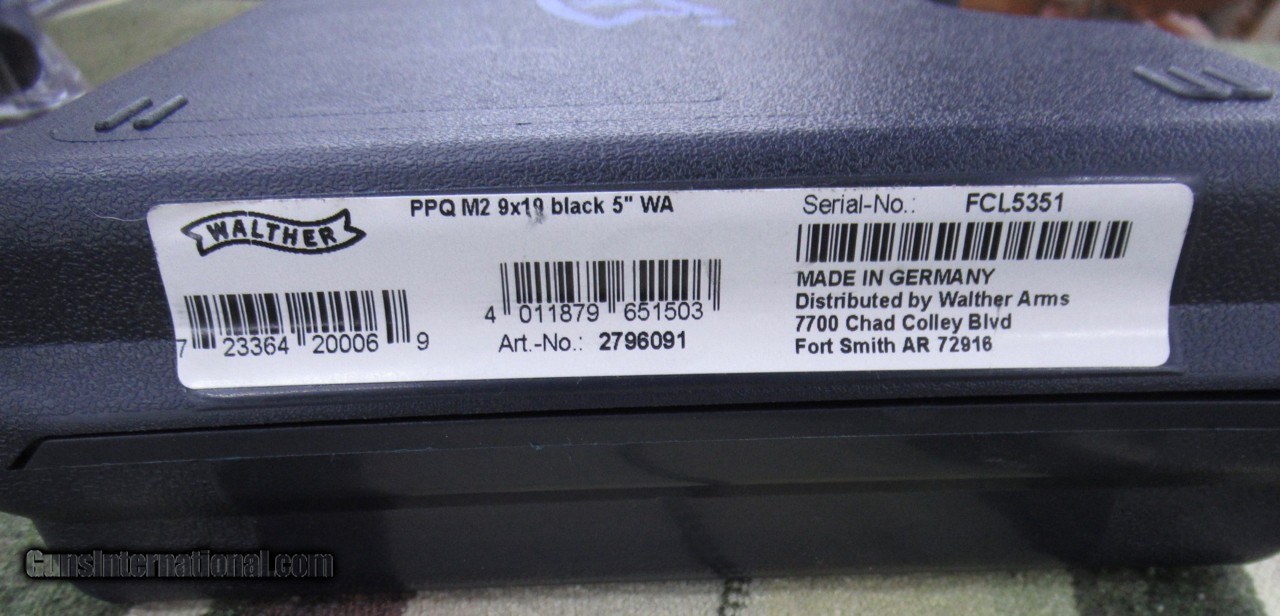 WALTHER
PPQ M2 9x19 black 5" WA
7 23364 20006 9
4 011879 651503
Art.-No.: 2796091
Serial-No.: FCL5351
MADE IN GERMANY
Distributed by Walther Arms
7700 Chad Colley Blvd
Fort Smith AR 72916
GunsInternational.com